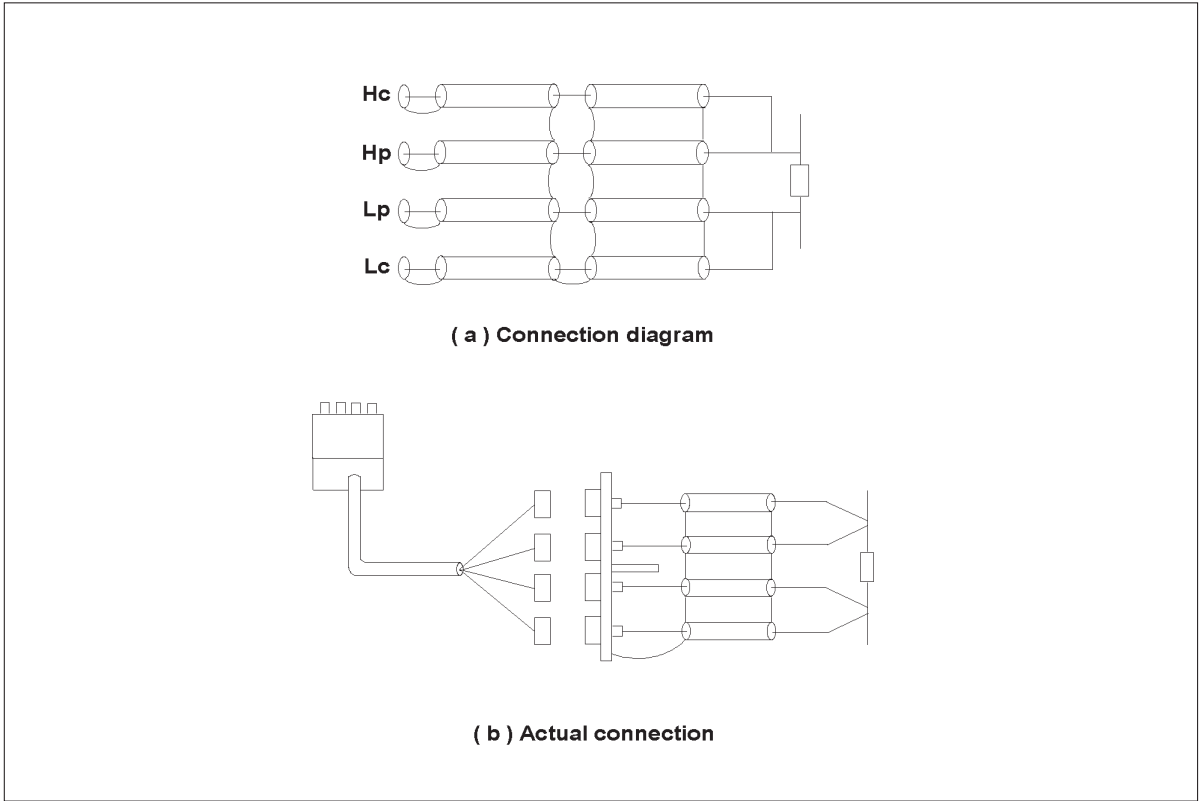 Hc
Hp
Lp
Lc
( a ) Connection diagram
( b ) Actual connection